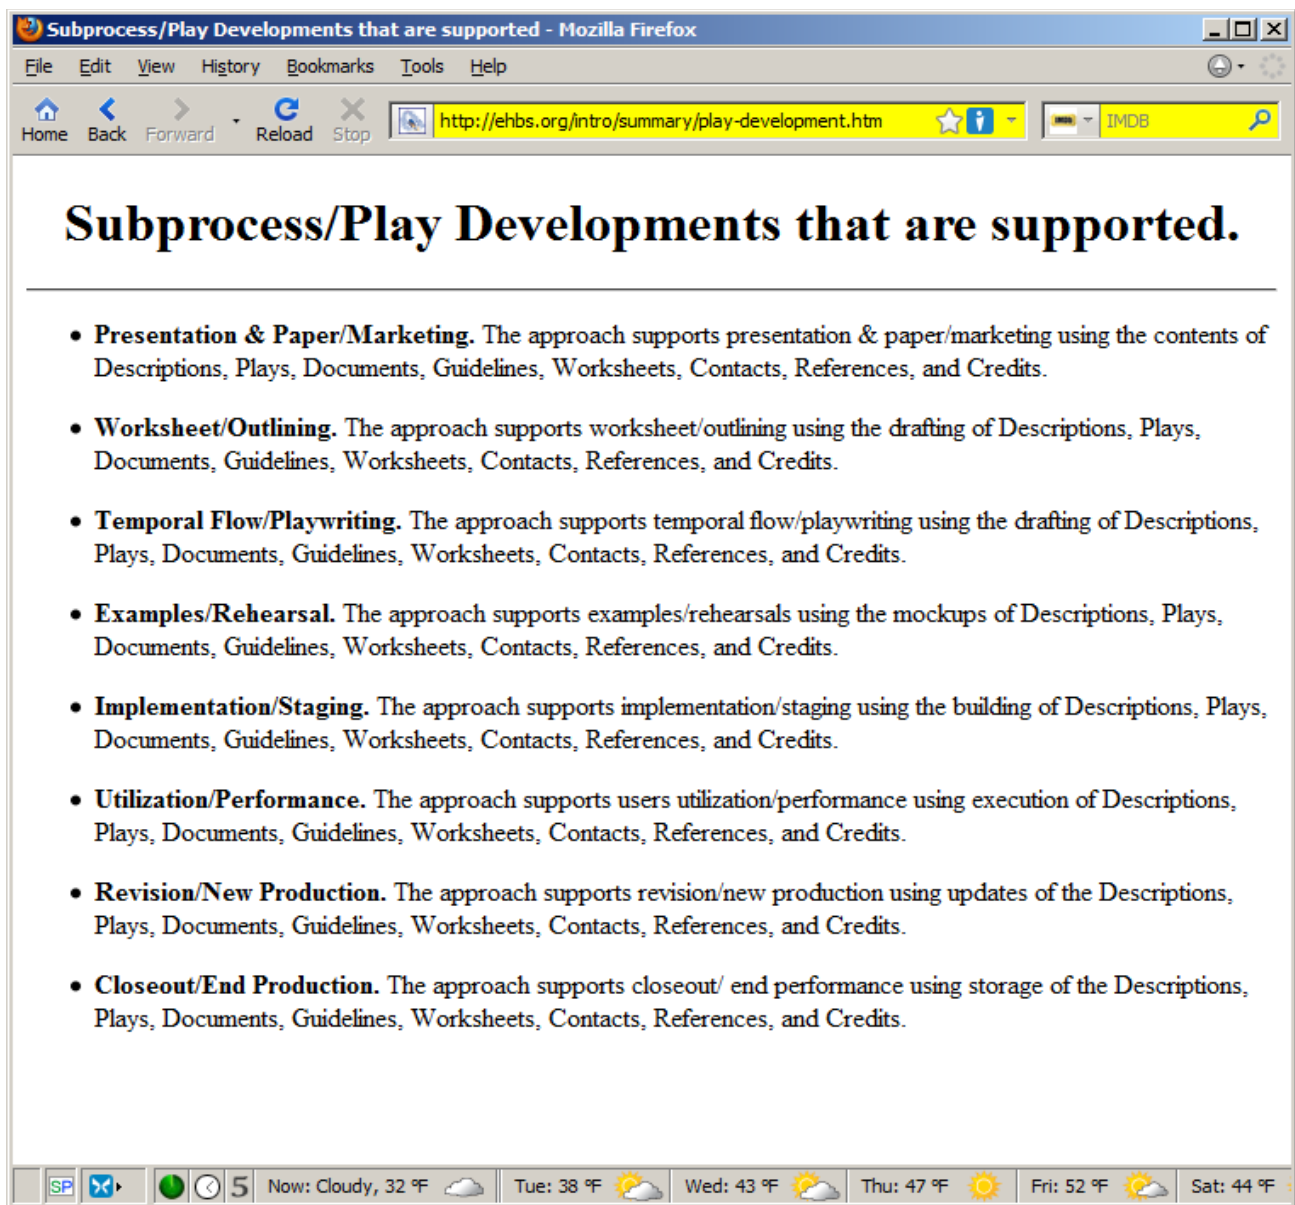 Subprocess/Play Developments that are supported - Mozilla Firefox
File Edit View History Bookmarks Tools Help
Home Back Forward Reload Stop http://ehbs.org/intro/summary/play-development.htm IMDB
Subprocess/Play Developments that are supported.
• Presentation & Paper/Marketing. The approach supports presentation & paper/marketing using the contents of
Descriptions, Plays, Documents, Guidelines, Worksheets, Contacts, References, and Credits.
• Worksheet/Outlining. The approach supports worksheet/outlining using the drafting of Descriptions, Plays,
Documents, Guidelines, Worksheets, Contacts, References, and Credits.
• Temporal Flow/Playwriting. The approach supports temporal flow/playwriting using the drafting of Descriptions,
Plays, Documents, Guidelines, Worksheets, Contacts, References, and Credits.
• Examples/Rehearsal. The approach supports examples/rehearsals using the mockups of Descriptions, Plays,
Documents, Guidelines, Worksheets, Contacts, References, and Credits.
• Implementation/Staging. The approach supports implementation/staging using the building of Descriptions, Plays,
Documents, Guidelines, Worksheets, Contacts, References, and Credits.
• Utilization/Performance. The approach supports users utilization/performance using execution of Descriptions,
Plays, Documents, Guidelines, Worksheets, Contacts, References, and Credits.
• Revision/New Production. The approach supports revision/new production using updates of the Descriptions,
Plays, Documents, Guidelines, Worksheets, Contacts, References, and Credits.
• Closeout/End Production. The approach supports closeout/ end performance using storage of the Descriptions,
Plays, Documents, Guidelines, Worksheets, Contacts, References, and Credits.
SP 5 Now: Cloudy, 32 °F Tue: 38 °F Wed: 43 °F Thu: 47 °F Fri: 52 °F Sat: 44 °F